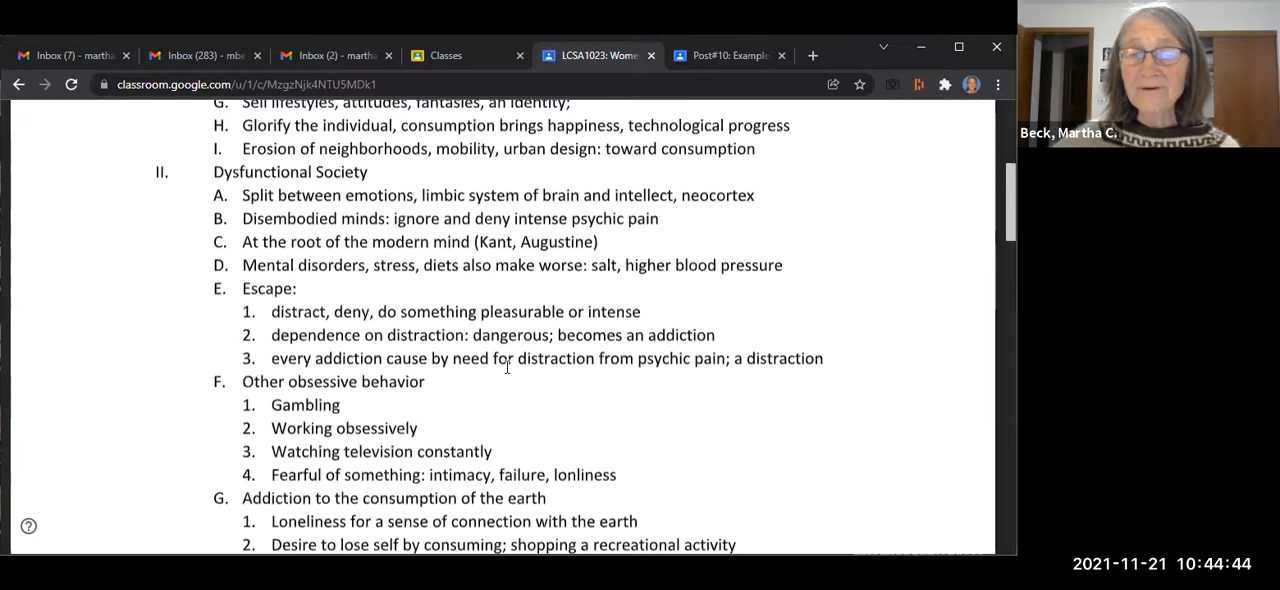 Inbox (7) - martha
Inbox (283) - mbe
Inbox (2) - martha
Classes
LCSA1023: Wome
Post#10: Example
classroom.google.com/u/1/c/MzgzNjk4NTU5MDk1
G. Sell lifestyles, attitudes, fantasies, an identity;
H. Glorify the individual, consumption brings happiness, technological progress
I. Erosion of neighborhoods, mobility, urban design: toward consumption
II. Dysfunctional Society
A. Split between emotions, limbic system of brain and intellect, neocortex
B. Disembodied minds: ignore and deny intense psychic pain
C. At the root of the modern mind (Kant, Augustine)
D. Mental disorders, stress, diets also make worse: salt, higher blood pressure
E. Escape:
1. distract, deny, do something pleasurable or intense
2. dependence on distraction: dangerous; becomes an addiction
3. every addiction cause by need for distraction from psychic pain; a distraction
F. Other obsessive behavior
1. Gambling
2. Working obsessively
3. Watching television constantly
4. Fearful of something: intimacy, failure, lonliness
G. Addiction to the consumption of the earth
1. Loneliness for a sense of connection with the earth
2. Desire to lose self by consuming; shopping a recreational activity
Beck, Martha C.
2021-11-21 10:44:44